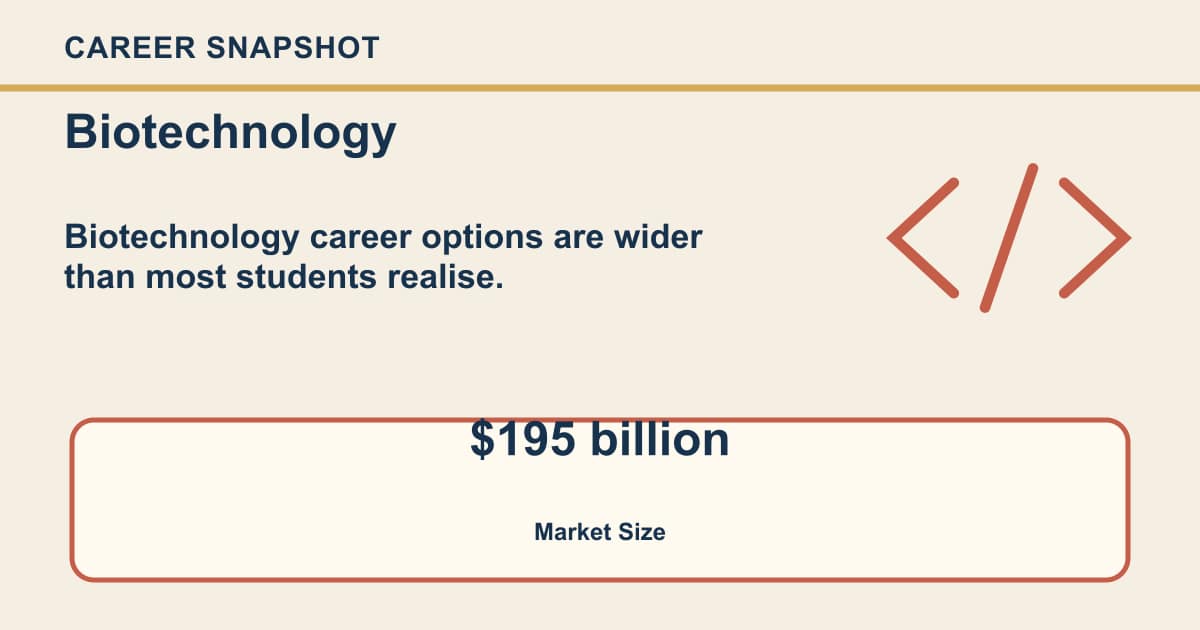 CAREER SNAPSHOT
Biotechnology
Biotechnology career options are wider
than most students realise.
$195 billion
Market Size